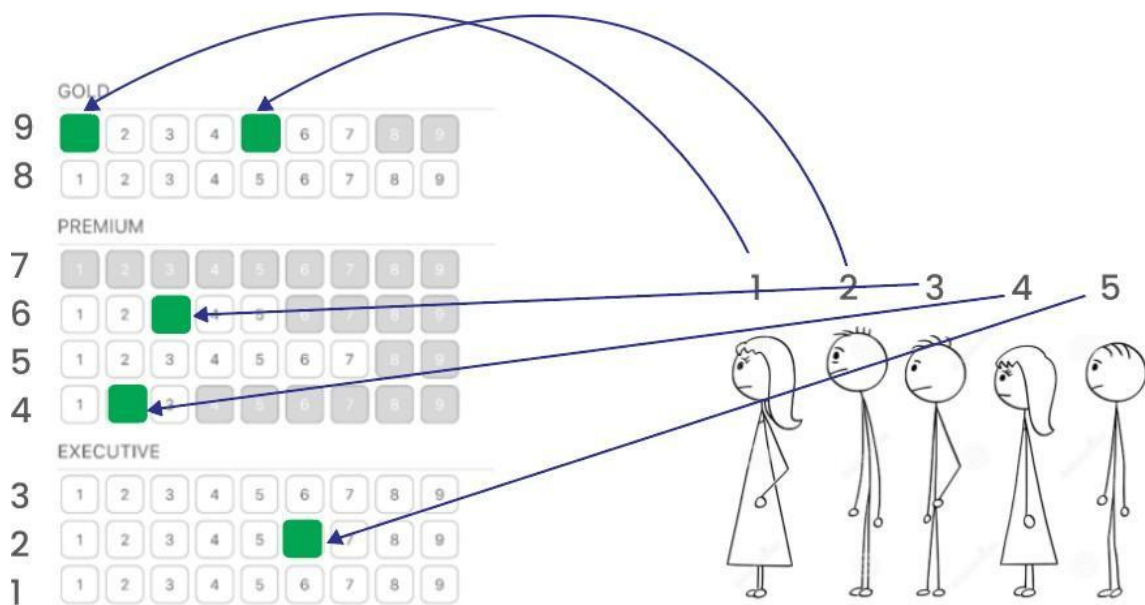 GOLD
9 2 3 4 6 7 8 9
8 1 2 3 4 5 6 7 8 9
PREMIUM
7 1 2 3 4 5 6 7 8 9
6 1 2 4 5 6 7 8 9
5 1 2 3 4 5 6 7 8 9
4 1 3 4 5 6 7 8 9
EXECUTIVE
3 1 2 3 4 5 6 7 8 9
2 1 2 3 4 5 7 8 9
1 1 2 3 4 5 6 7 8 9
1 2 3 4 5